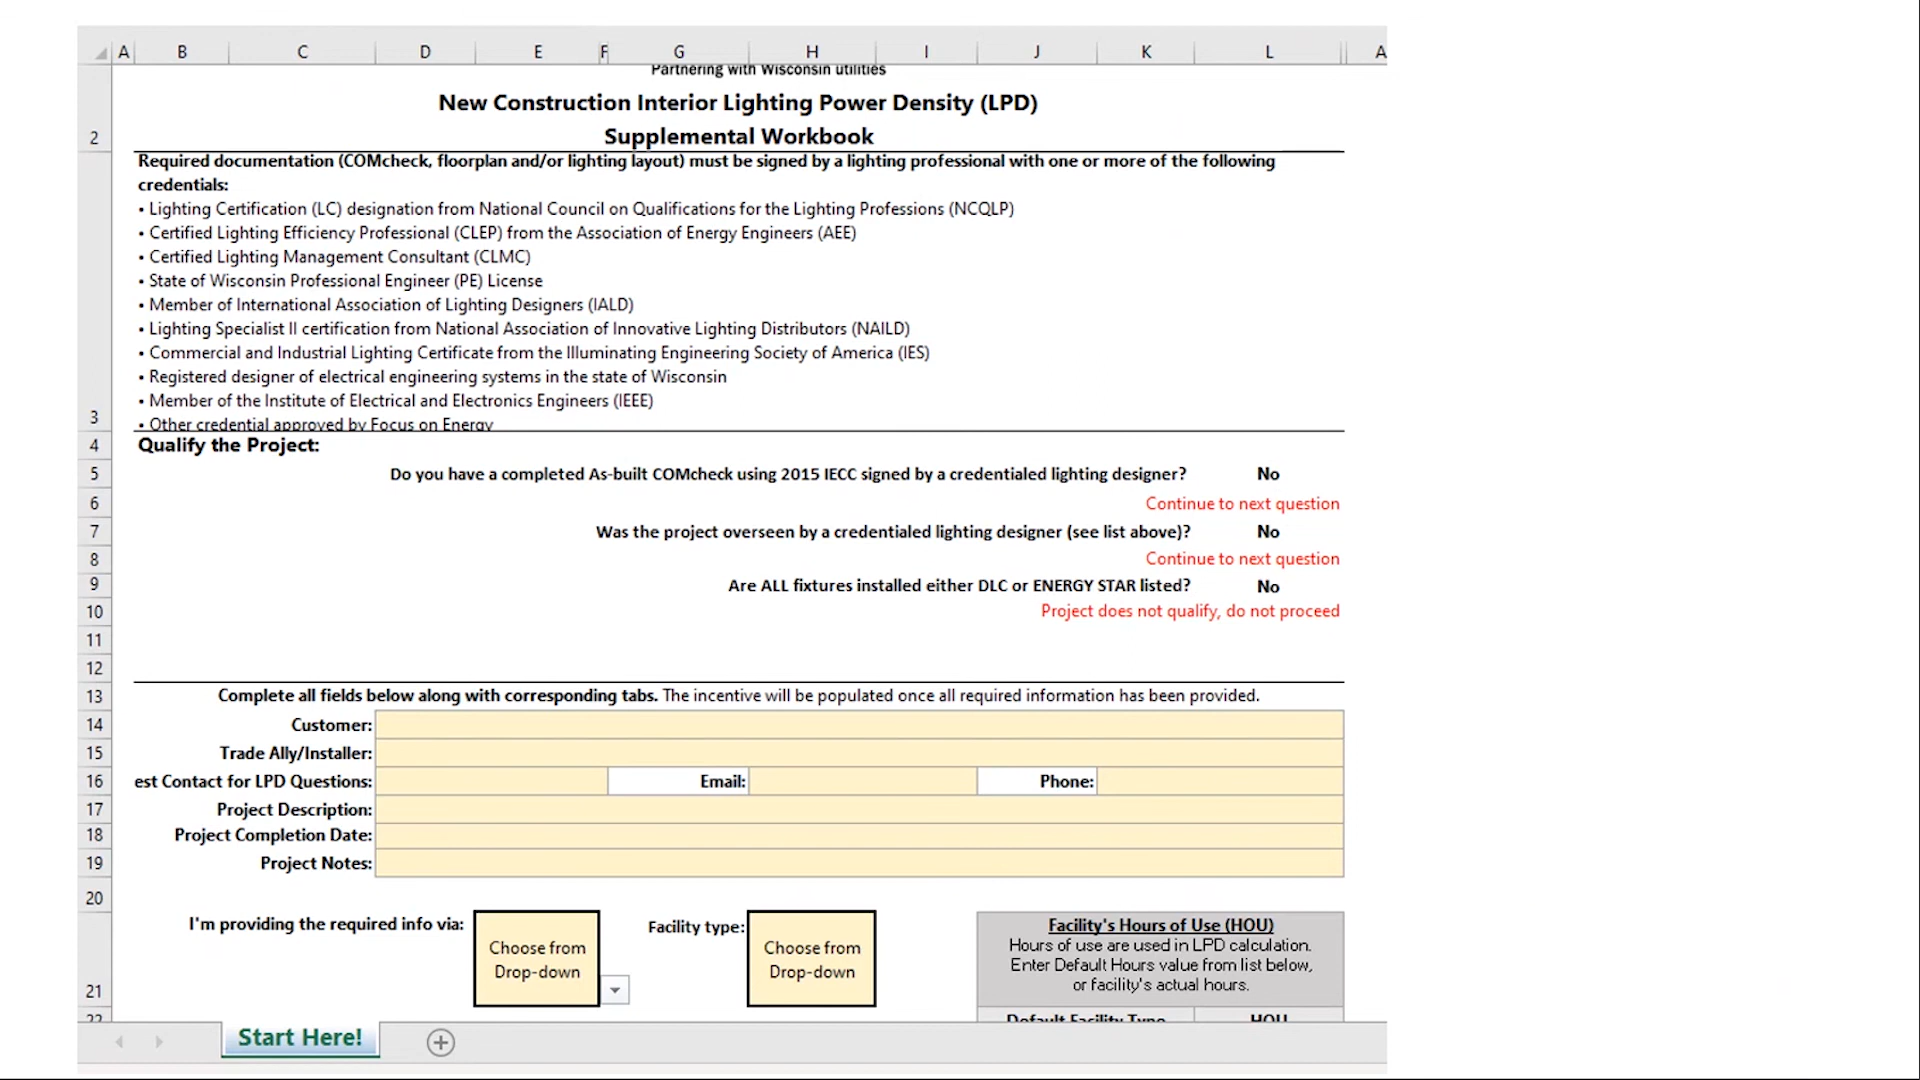 A B C D E F G H I J K L A
Partnering with Wisconsin utilities
New Construction Interior Lighting Power Density (LPD)
2 Supplemental Workbook
Required documentation (COMcheck, floorplan and/or lighting layout) must be signed by a lighting professional with one or more of the following
credentials:
• Lighting Certification (LC) designation from National Council on Qualifications for the Lighting Professions (NCQLP)
• Certified Lighting Efficiency Professional (CLEP) from the Association of Energy Engineers (AEE)
• Certified Lighting Management Consultant (CLMC)
• State of Wisconsin Professional Engineer (PE) License
• Member of International Association of Lighting Designers (IALD)
• Lighting Specialist II certification from National Association of Innovative Lighting Distributors (NAILD)
• Commercial and Industrial Lighting Certificate from the Illuminating Engineering Society of America (IES)
• Registered designer of electrical engineering systems in the state of Wisconsin
• Member of the Institute of Electrical and Electronics Engineers (IEEE)
3 • Other credential approved by Focus on Energy
4 Qualify the Project:
5 Do you have a completed As-built COMcheck using 2015 IECC signed by a credentialed lighting designer? No
6 Continue to next question
7 Was the project overseen by a credentialed lighting designer (see list above)? No
8 Continue to next question
9 Are ALL fixtures installed either DLC or ENERGY STAR listed? No
10 Project does not qualify, do not proceed
11
12
13 Complete all fields below along with corresponding tabs. The incentive will be populated once all required information has been provided.
14 Customer:
15 Trade Ally/Installer:
16 est Contact for LPD Questions: Email: Phone:
17 Project Description:
18 Project Completion Date:
19 Project Notes:
20
I'm providing the required info via: Choose from Drop-down Facility type: Choose from Drop-down
Facility's Hours of Use (HOU)
Hours of use are used in LPD calculation.
Enter Default Hours value from list below,
21 or facility's actual hours.
22 Default Facility Type HOU
Start Here!